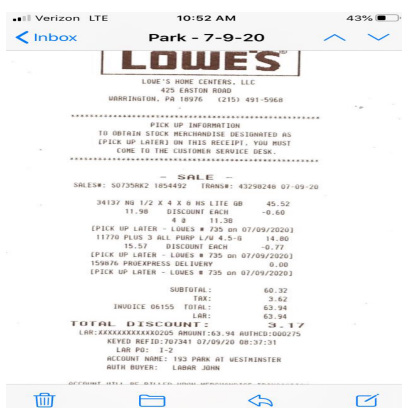 Verizon LTE 10:52 AM 43%
Inbox Park - 7-9-20
LOWE'S
LOWE'S HOME CENTERS, LLC
425 EASTON ROAD
WARRINGTON, PA 18976 (215) 491-5968
PICK UP INFORMATION
TO OBTAIN STOCK MERCHANDISE DESIGNATED AS
[PICK UP LATER] ON THIS RECEIPT, YOU MUST
COME TO THE CUSTOMER SERVICE DESK.
- SALE -
SALES#: S0735RK2 1854492 TRANS#: 43298246 07-09-20
34137 NG 1/2 X 4 X 8 HS LITE GB 45.52
11.98 DISCOUNT EACH -0.60
4 @ 11.38
[PICK UP LATER - LOWES # 735 on 07/09/2020]
11770 PLUS 3 ALL PURP L/W 4.5-G 14.80
15.57 DISCOUNT EACH -0.77
[PICK UP LATER - LOWES # 735 on 07/09/2020]
159876 PROEXPRESS DELIVERY 0.00
[PICK UP LATER - LOWES # 735 on 07/09/2020]
SUBTOTAL: 60.32
TAX: 3.62
INVOICE 06155 TOTAL: 63.94
LAR: 63.94
TOTAL DISCOUNT: 3.17
LAR:XXXXXXXXXXXX0205 AMOUNT:63.94 AUTHCD:000275
KEYED REFID:707341 07/09/20 08:37:31
LAR PO: I-2
ACCOUNT NAME: 193 PARK AT WESTMINSTER
AUTH BUYER: LABAR JOHN